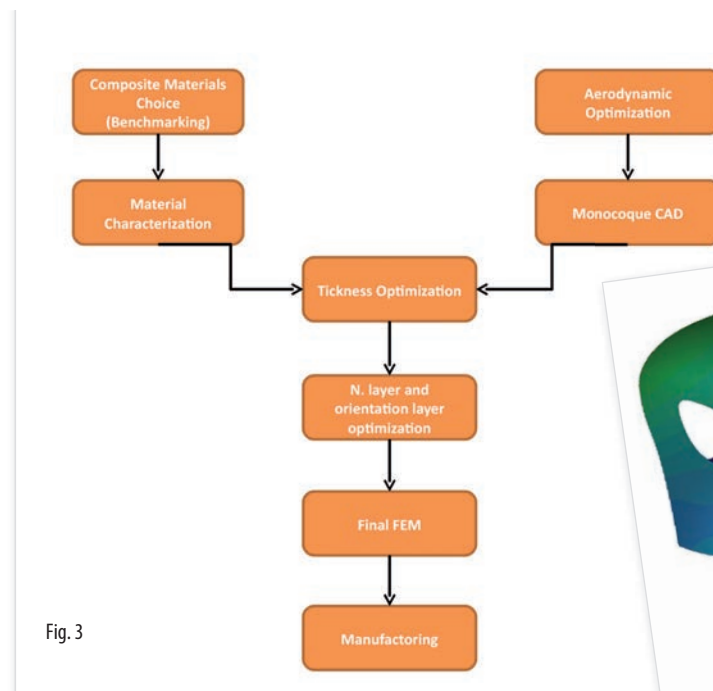 Composite Materials
Choice
(Benchmarking)
Aerodynamic
Optimization
Material
Characterization
Monocoque CAD
Tickness Optimization
N. layer and
orientation layer
optimization
Final FEM
Manufactoring
Fig. 3